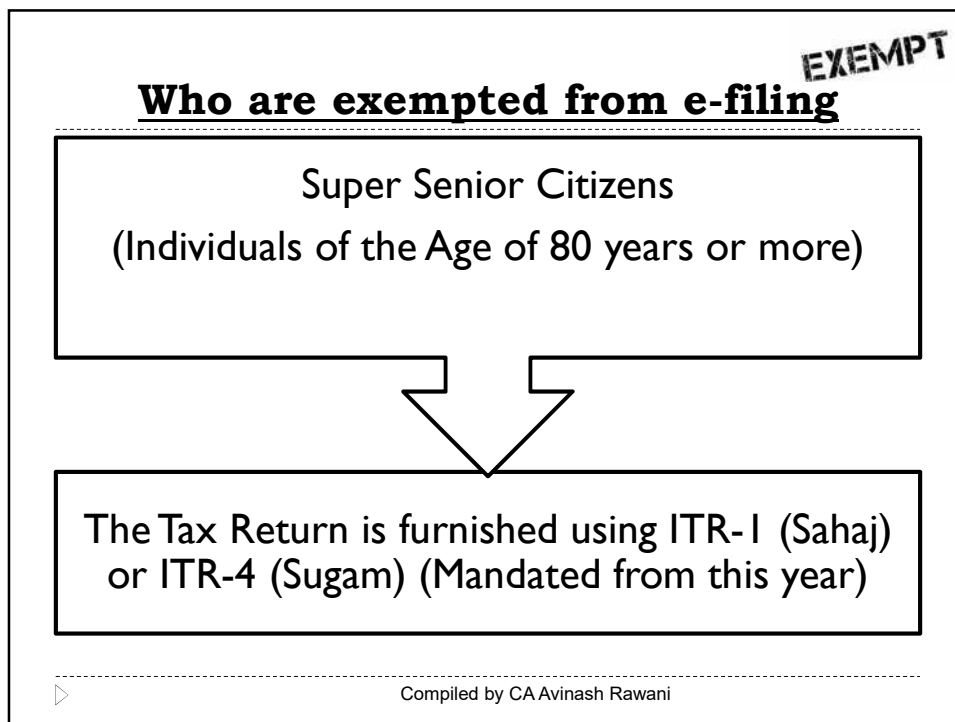 EXEMPT
Who are exempted from e-filing
Super Senior Citizens
(Individuals of the Age of 80 years or more)
The Tax Return is furnished using ITR-1 (Sahaj)
or ITR-4 (Sugam) (Mandated from this year)
Compiled by CA Avinash Rawani